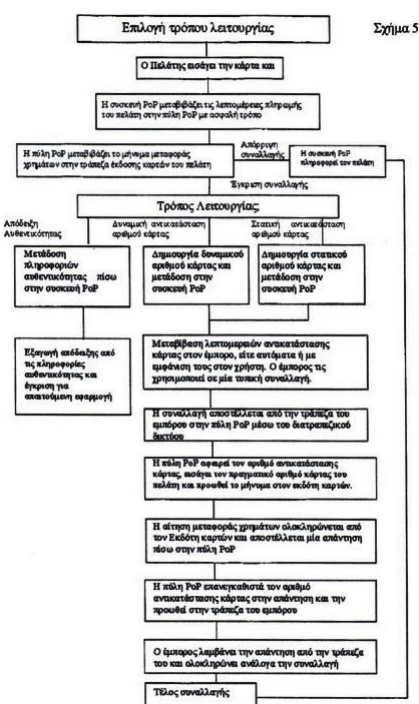 Επιλογή τρόπου λειτουργίας
Σχήμα 5
Ο Πελάτης εισάγει την κάρτα και
Η συσκευή PoP μεταβιβάζει τις λεπτομέρειες πληρωμής
του πελάτη στην πύλη PoP με ασφαλή τρόπο
Η πύλη PoP μεταβιβάζει το μήνυμα μεταφοράς
χρημάτων στην τράπεζα έκδοσης καρτών του πελάτη
Απόρριψη
συναλλαγής
Η συσκευή PoP
πληροφορεί τον πελάτη
Έγκριση συναλλαγής
Τρόπος Λειτουργίας
Απόδειξη
Αυθεντικότητας
Δυναμική αντικατάσταση
αριθμού κάρτας
Στατική αντικατάσταση
αριθμού κάρτας
Μετάδοση
πληροφοριών
αυθεντικότητας πίσω
στην συσκευή PoP
Δημιουργία δυναμικού
αριθμού κάρτας και
μετάδοση στην
συσκευή PoP
Δημιουργία στατικού
αριθμού κάρτας και
μετάδοση στην
συσκευή PoP
Εξαγωγή απόδειξης από
τις πληροφορίες
αυθεντικότητας και
έγκριση για
απαιτούμενη εφαρμογή
Μεταβίβαση λεπτομερειών αντικατάστασης
κάρτας στον έμπορο, είτε αυτόματα ή με
εμφάνιση τους στον χρήστη. Ο έμπορος τις
χρησιμοποιεί σε μία τυπική συναλλαγή.
Η συναλλαγή αποστέλλεται από την τράπεζα του
εμπόρου στην πύλη PoP μέσω του διατραπεζικού
δικτύου
Η πύλη PoP αφαιρεί τον αριθμό αντικατάστασης
κάρτας, εισάγει τον πραγματικό αριθμό κάρτας του
πελάτη και προωθεί το μήνυμα στον εκδότη καρτών.
Η αίτηση μεταφοράς χρημάτων ολοκληρώνεται από
τον Εκδότη καρτών και αποστέλλεται μία απάντηση
πίσω στην πύλη PoP
Η πύλη PoP επανεγκαθιστά τον αριθμό
αντικατάστασης κάρτας στην απάντηση και την
προωθεί στην τράπεζα του εμπόρου
Ο έμπορος λαμβάνει την απάντηση από την τράπεζα
του και ολοκληρώνει ανάλογα την συναλλαγή
Τέλος συναλλαγής